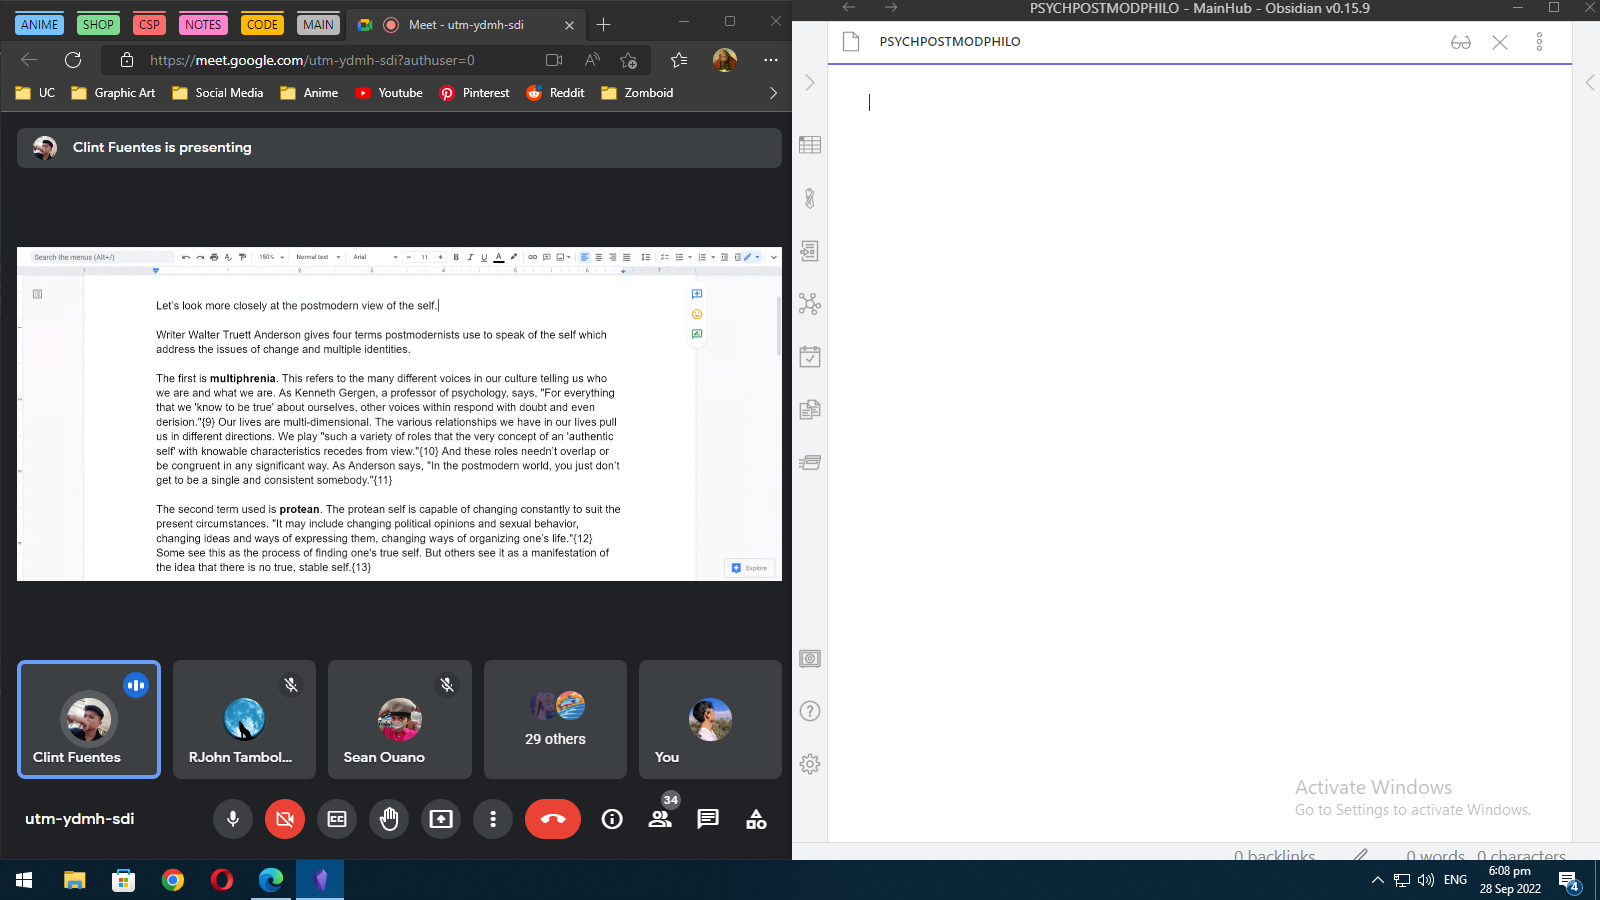 ANIME SHOP CSP NOTES CODE MAIN Meet - utm-ydmh-sdi
https://meet.google.com/utm-ydmh-sdi?authuser=0
UC Graphic Art Social Media Anime Youtube Pinterest Reddit Zomboid
Clint Fuentes is presenting
Search the menus (Alt+/) 150% Normal text Arial 11 B I U A
1 1 2 3 4 5 6 7
Let's look more closely at the postmodern view of the self.
Writer Walter Truett Anderson gives four terms postmodernists use to speak of the self which
address the issues of change and multiple identities.
The first is multiphrenia. This refers to the many different voices in our culture telling us who
we are and what we are. As Kenneth Gergen, a professor of psychology, says, "For everything
that we 'know to be true' about ourselves, other voices within respond with doubt and even
derision."{9} Our lives are multi-dimensional. The various relationships we have in our lives pull
us in different directions. We play "such a variety of roles that the very concept of an 'authentic
self' with knowable characteristics recedes from view."{10} And these roles needn't overlap or
be congruent in any significant way. As Anderson says, "In the postmodern world, you just don't
get to be a single and consistent somebody."{11}
The second term used is protean. The protean self is capable of changing constantly to suit the
present circumstances. "It may include changing political opinions and sexual behavior,
changing ideas and ways of expressing them, changing ways of organizing one's life."{12}
Some see this as the process of finding one's true self. But others see it as a manifestation of
the idea that there is no true, stable self.{13}
Explore
Clint Fuentes
RJohn Tambol...
Sean Ouano
29 others
You
utm-ydmh-sdi
34
PSYCHPOSTMODPHILO - MainHub - Obsidian v0.15.9
PSYCHPOSTMODPHILO
Activate Windows
Go to Settings to activate Windows.
0 backlinks 0 words 0 characters
ENG
6:08 pm
28 Sep 2022
4